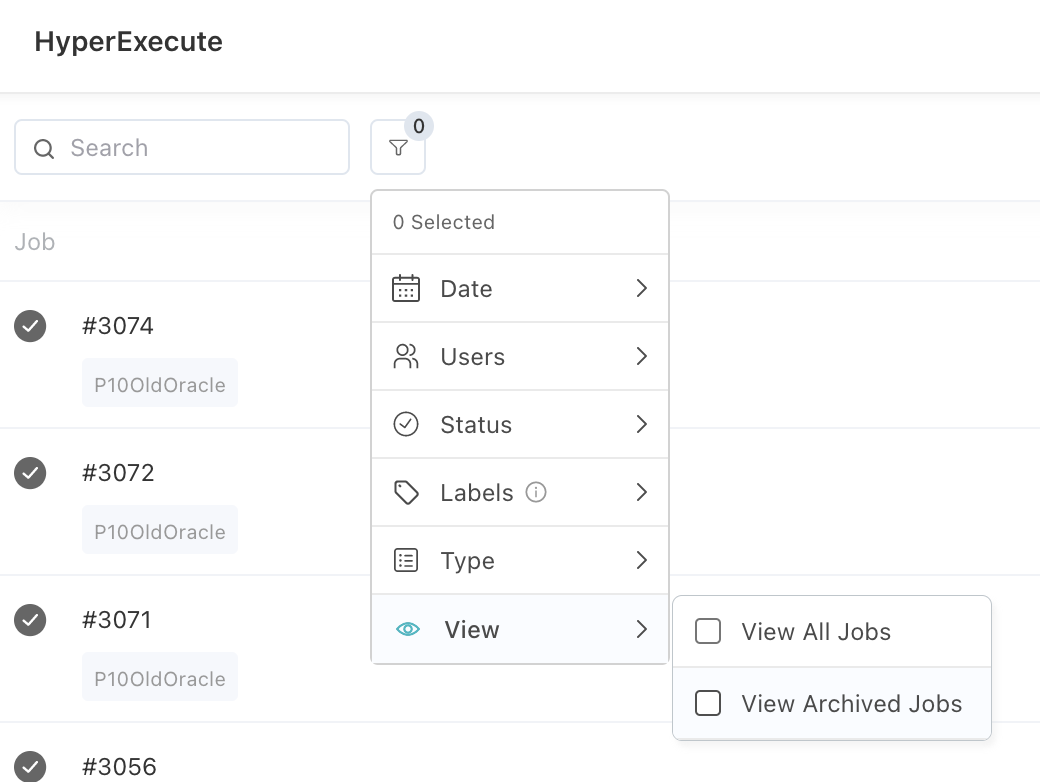 HyperExecute
Search
0
0 Selected
Job
Date
#3074
Users
P10OldOracle
Status
#3072
Labels
P10OldOracle
Type
#3071
View
View All Jobs
P10OldOracle
View Archived Jobs
#3056